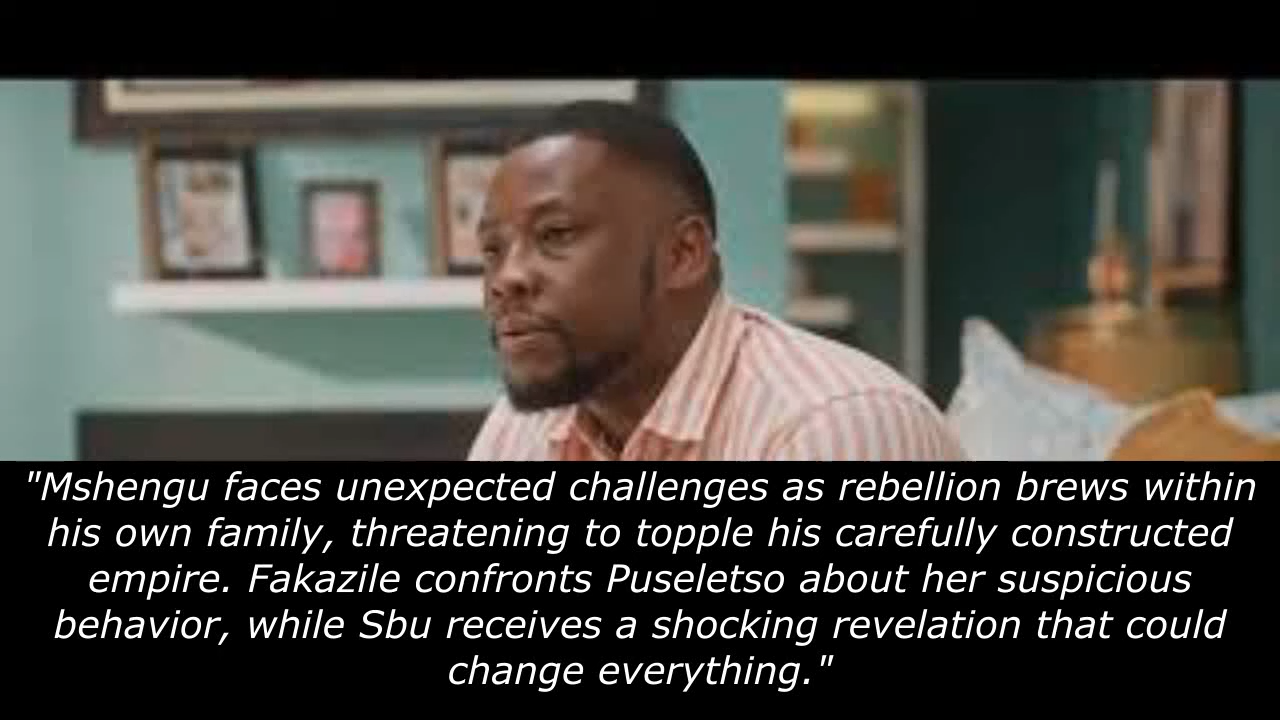 "Mshengu faces unexpected challenges as rebellion brews within
his own family, threatening to topple his carefully constructed
empire. Fakazile confronts Puseletso about her suspicious
behavior, while Sbu receives a shocking revelation that could
change everything."